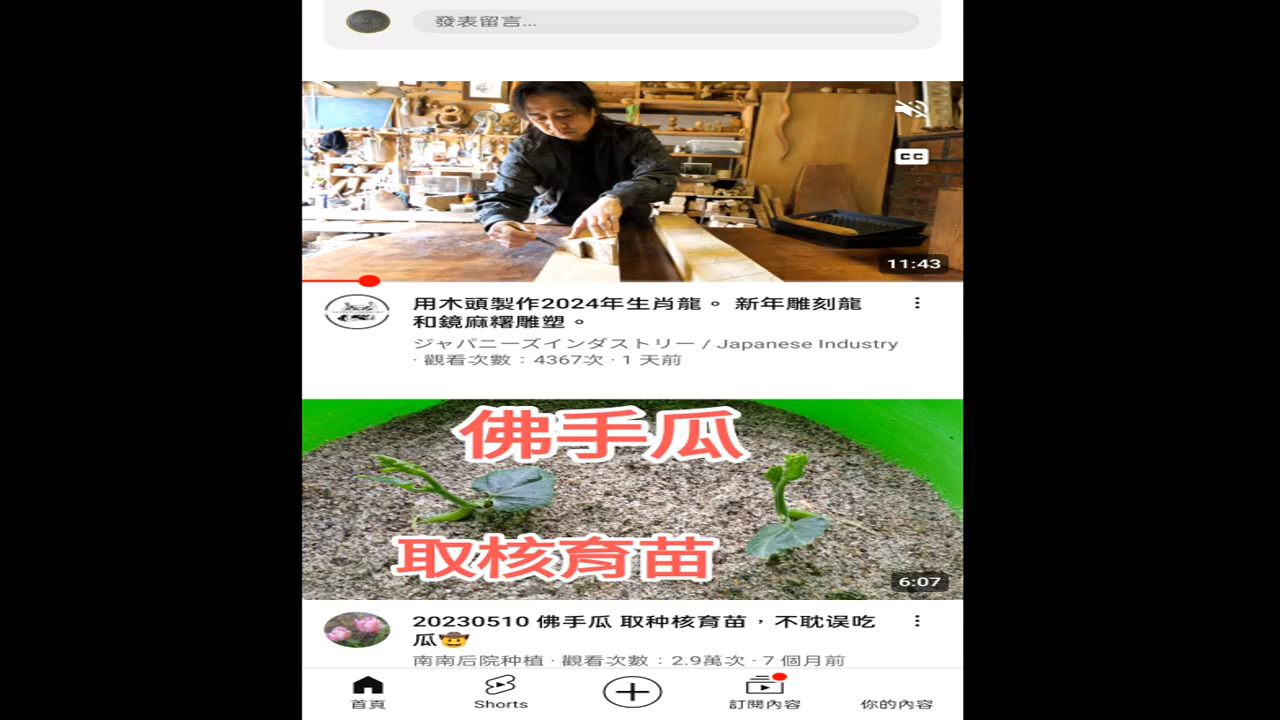 發表留言...
CC
11:43
用木頭製作2024年生肖龍。 新年雕刻龍
和鏡麻糬雕塑。
ジャパニーズインダストリー / Japanese Industry
· 觀看次數：4367次 · 1 天前
佛手瓜
取核育苗
6:07
20230510 佛手瓜 取种核育苗，不耽误吃
瓜🤠
南南后院种植 · 觀看次數：2.9萬次 · 7 個月前
首頁
Shorts
訂閱內容
你的內容